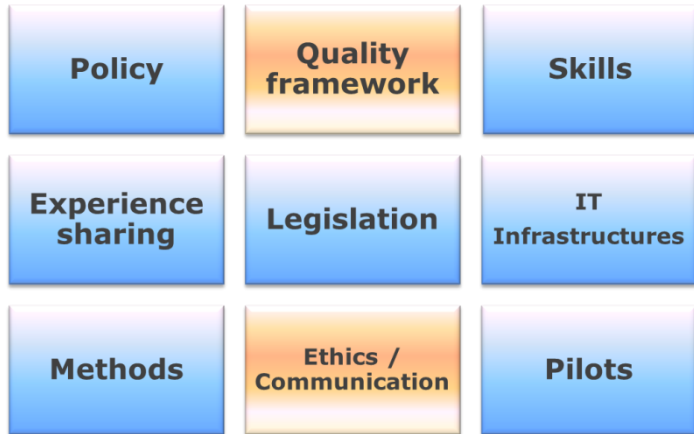 Policy
Quality
framework
Skills
Experience
sharing
Legislation
IT
Infrastructures
Methods
Ethics /
Communication
Pilots